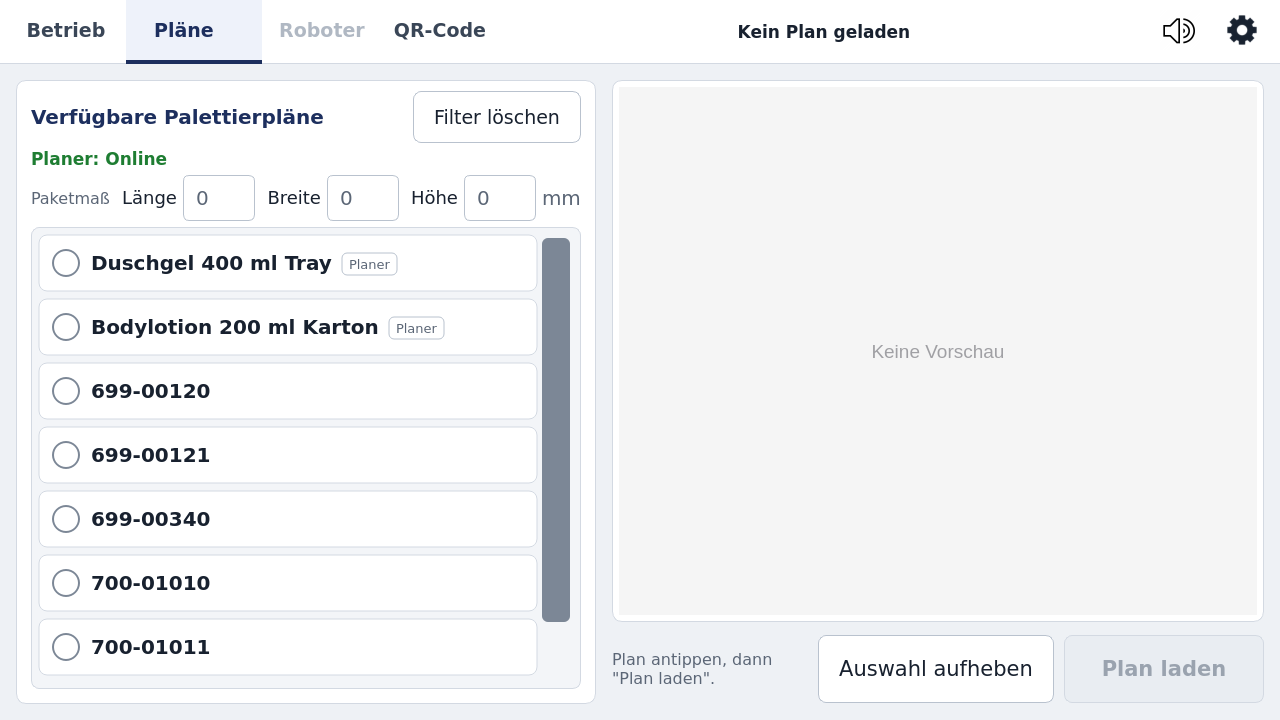 Betrieb Pläne Roboter QR-Code Kein Plan geladen
Verfügbare Palettierpläne Filter löschen
Planer: Online
Paketmaß Länge 0 Breite 0 Höhe 0 mm
Duschgel 400 ml Tray Planer
Bodylotion 200 ml Karton Planer
699-00120
699-00121
699-00340
700-01010
700-01011
Keine Vorschau
Plan antippen, dann
"Plan laden".
Auswahl aufheben Plan laden